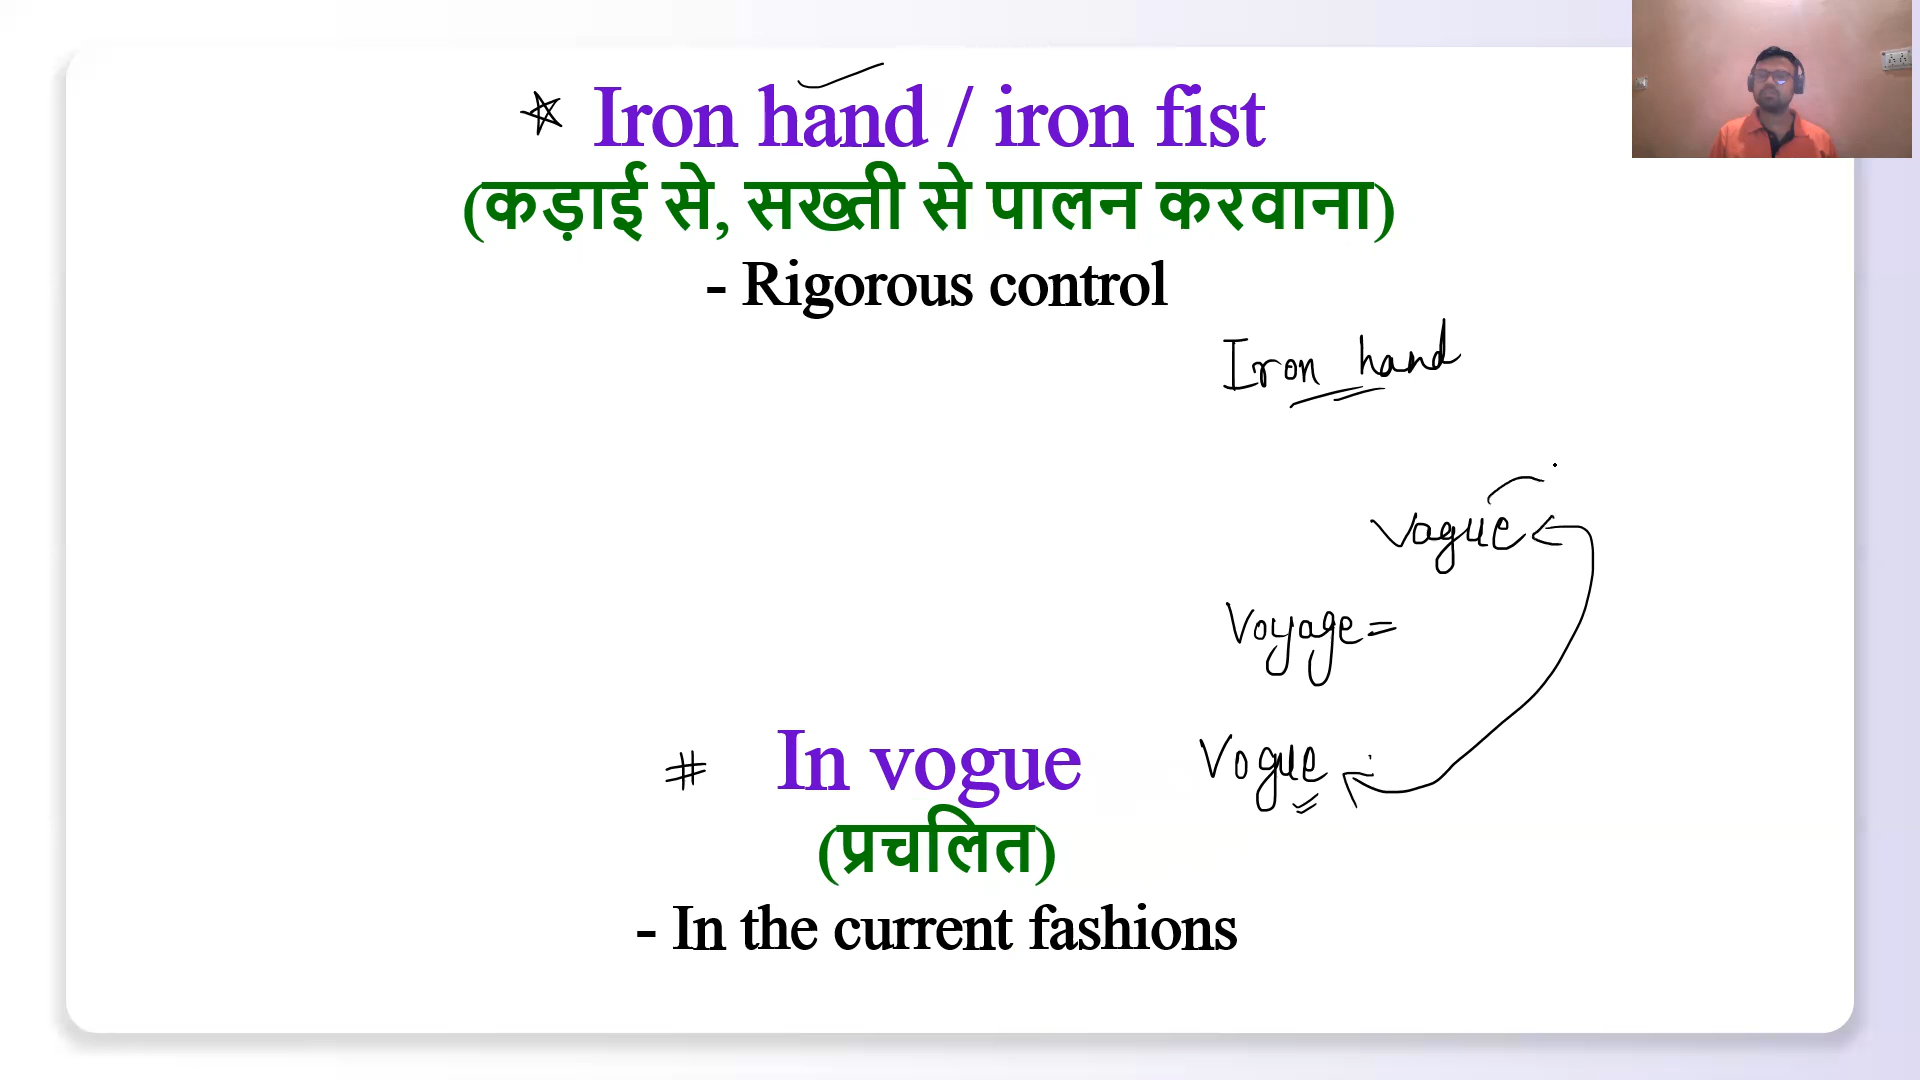 Iron hand / iron fist
(कड़ाई से, सख्ती से पालन करवाना)
- Rigorous control
Iron hand
Vague
Voyage=
# In vogue
Vogue
(प्रचलित)
- In the current fashions